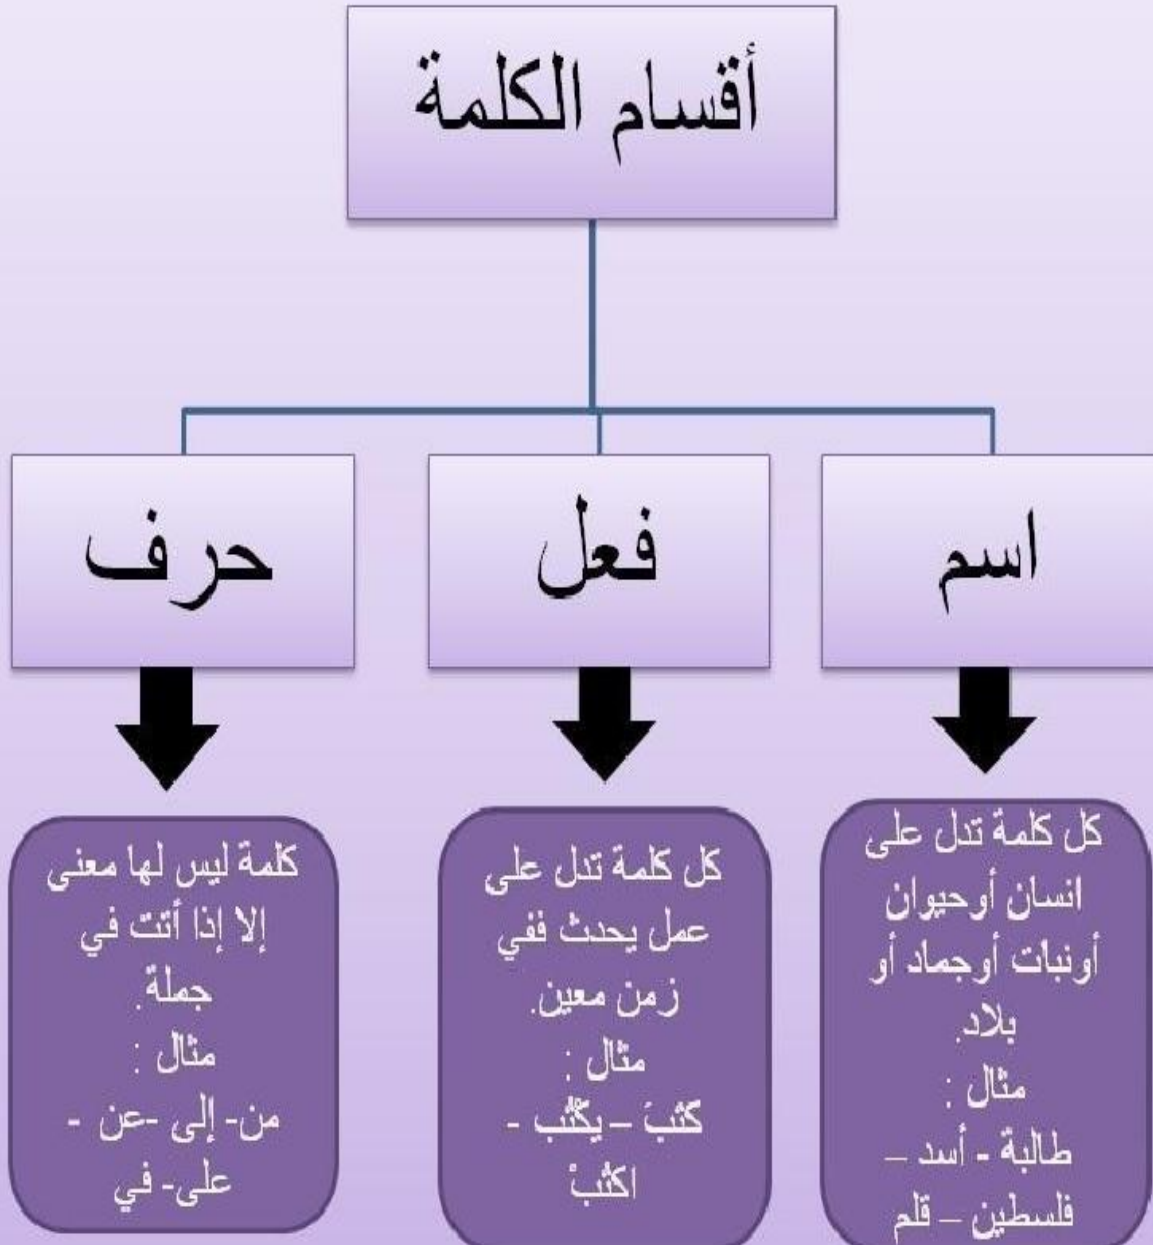 أقسام الكلمة
اسم
فعل
حرف
كل كلمة تدل على
انسان أوحيوان
أونبات أوجماد أو
بلاد.
مثال :
طالبة - أسد –
فلسطين – قلم
كل كلمة تدل على
عمل يحدث ففي
زمن معين.
مثال :
كتبَ – يكْتب -
اكتبْ
كلمة ليس لها معنى
إلا إذا أتت في
جملة.
مثال :
من- إلى -عن -
على- في